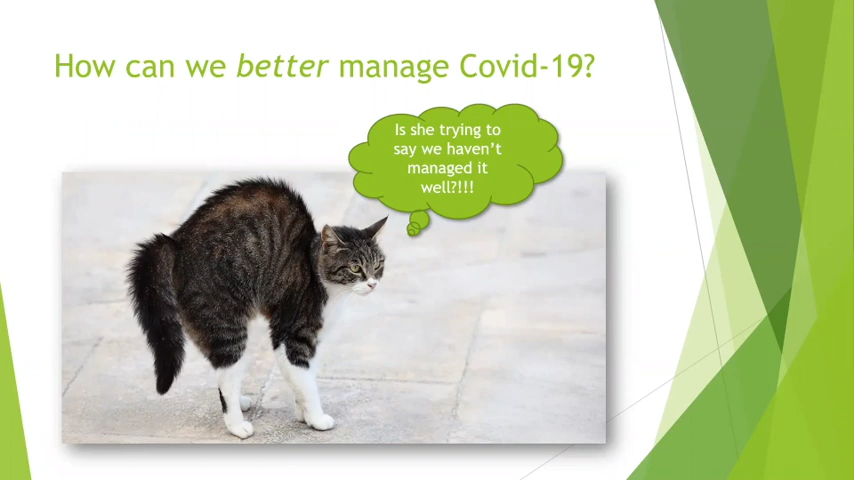 How can we better manage Covid-19?
Is she trying to
say we haven't
managed it
well?!!!